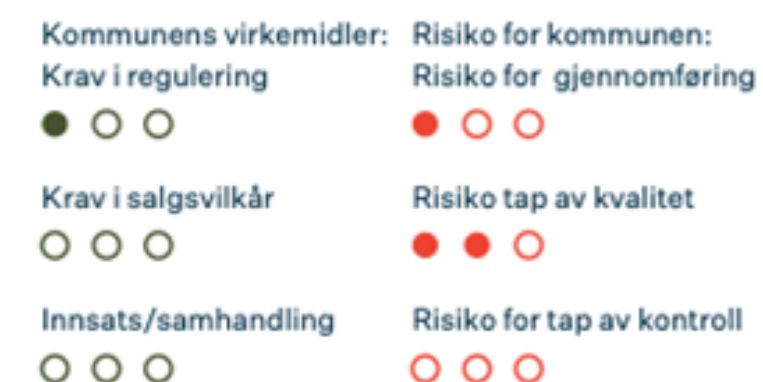 Kommunens virkemidler:
Krav i regulering
Krav i salgsvilkår
Innsats/samhandling
Risiko for kommunen:
Risiko for gjennomføring
Risiko tap av kvalitet
Risiko for tap av kontroll